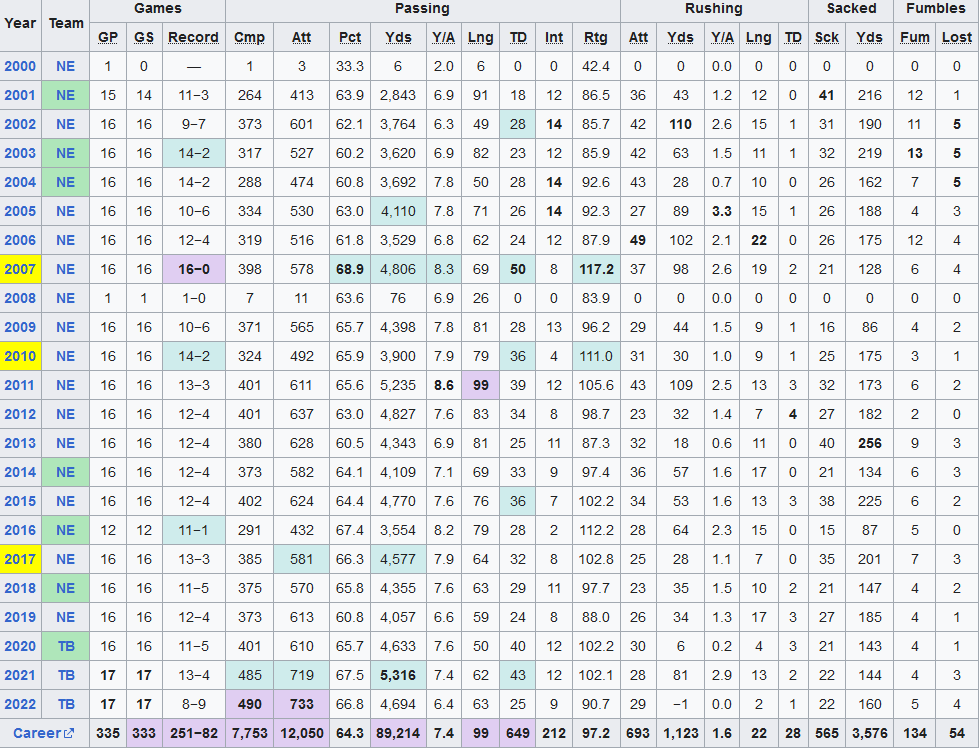 Year Team Games Passing Rushing Sacked Fumbles
GP GS Record Cmp Att Pct Yds Y/A Lng TD Int Rtg Att Yds Y/A Lng TD Sck Yds Fum Lost
2000 NE 1 0 — 1 3 33.3 6 2.0 6 0 0 42.4 0 0 0.0 0 0 0 0 0 0
2001 NE 15 14 11–3 264 413 63.9 2,843 6.9 91 18 12 86.5 36 43 1.2 12 0 41 216 12 1
2002 NE 16 16 9–7 373 601 62.1 3,764 6.3 49 28 14 85.7 42 110 2.6 15 1 31 190 11 5
2003 NE 16 16 14–2 317 527 60.2 3,620 6.9 82 23 12 85.9 42 63 1.5 11 1 32 219 13 5
2004 NE 16 16 14–2 288 474 60.8 3,692 7.8 50 28 14 92.6 43 28 0.7 10 0 26 162 7 5
2005 NE 16 16 10–6 334 530 63.0 4,110 7.8 71 26 14 92.3 27 89 3.3 15 1 26 188 4 3
2006 NE 16 16 12–4 319 516 61.8 3,529 6.8 62 24 12 87.9 49 102 2.1 22 0 26 175 12 4
2007 NE 16 16 16–0 398 578 68.9 4,806 8.3 69 50 8 117.2 37 98 2.6 19 2 21 128 6 4
2008 NE 1 1 1–0 7 11 63.6 76 6.9 26 0 0 83.9 0 0 0.0 0 0 0 0 0 0
2009 NE 16 16 10–6 371 565 65.7 4,398 7.8 81 28 13 96.2 29 44 1.5 9 1 16 86 4 2
2010 NE 16 16 14–2 324 492 65.9 3,900 7.9 79 36 4 111.0 31 30 1.0 9 1 25 175 3 1
2011 NE 16 16 13–3 401 611 65.6 5,235 8.6 99 39 12 105.6 43 109 2.5 13 3 32 173 6 2
2012 NE 16 16 12–4 401 637 63.0 4,827 7.6 83 34 8 98.7 23 32 1.4 7 4 27 182 2 0
2013 NE 16 16 12–4 380 628 60.5 4,343 6.9 81 25 11 87.3 32 18 0.6 11 0 40 256 9 3
2014 NE 16 16 12–4 373 582 64.1 4,109 7.1 69 33 9 97.4 36 57 1.6 17 0 21 134 6 3
2015 NE 16 16 12–4 402 624 64.4 4,770 7.6 76 36 7 102.2 34 53 1.6 13 3 38 225 6 2
2016 NE 12 12 11–1 291 432 67.4 3,554 8.2 79 28 2 112.2 28 64 2.3 15 0 15 87 5 0
2017 NE 16 16 13–3 385 581 66.3 4,577 7.9 64 32 8 102.8 25 28 1.1 7 0 35 201 7 3
2018 NE 16 16 11–5 375 570 65.8 4,355 7.6 63 29 11 97.7 23 35 1.5 10 2 21 147 4 2
2019 NE 16 16 12–4 373 613 60.8 4,057 6.6 59 24 8 88.0 26 34 1.3 17 3 27 185 4 1
2020 TB 16 16 11–5 401 610 65.7 4,633 7.6 50 40 12 102.2 30 6 0.2 4 3 21 143 4 1
2021 TB 17 17 13–4 485 719 67.5 5,316 7.4 62 43 12 102.1 28 81 2.9 13 2 22 144 4 3
2022 TB 17 17 8–9 490 733 66.8 4,694 6.4 63 25 9 90.7 29 −1 0.0 2 1 22 160 5 4
Career 335 333 251–82 7,753 12,050 64.3 89,214 7.4 99 649 212 97.2 693 1,123 1.6 22 28 565 3,576 134 54